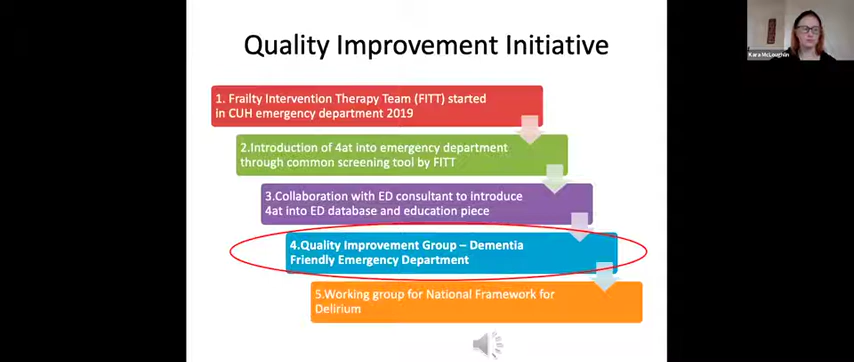 Quality Improvement Initiative
1. Frailty Intervention Therapy Team (FITT) started
in CUH emergency department 2019
2.Introduction of 4at into emergency department
through common screening tool by FITT
3.Collaboration with ED consultant to introduce
4at into ED database and education piece
4.Quality Improvement Group – Dementia
Friendly Emergency Department
5.Working group for National Framework for
Delirium
Kara McLoughlin